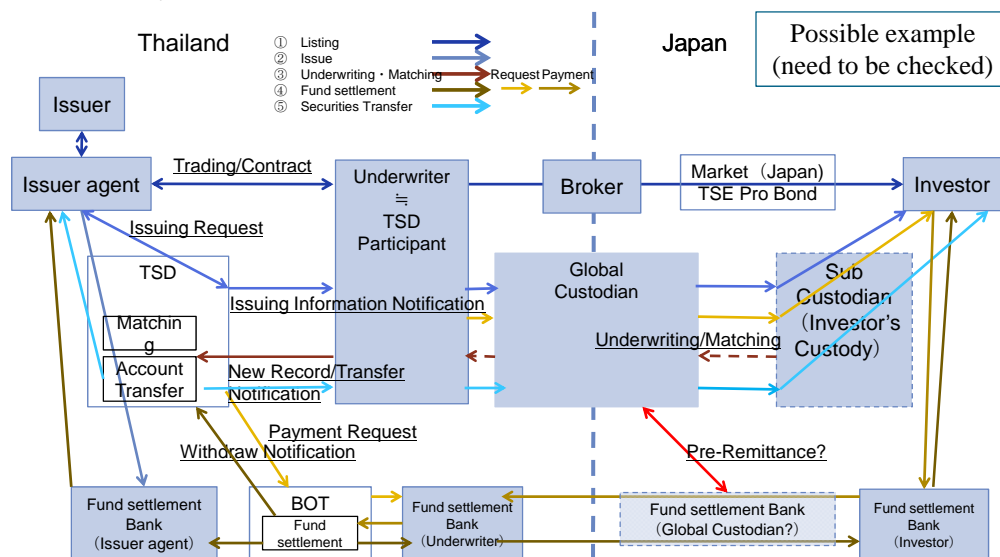 Thailand
Japan
Possible example
(need to be checked)
① Listing
② Issue
③ Underwriting・Matching
④ Fund settlement
⑤ Securities Transfer
Request
Payment
Issuer
Issuer agent
Trading/Contract
Underwriter
≒
TSD
Participant
Broker
Market（Japan）
TSE Pro Bond
Investor
Issuing Request
TSD
Issuing Information Notification
Global
Custodian
Sub
Custodian
（Investor's
Custody）
Matchin
g
Account
Transfer
Underwriting/Matching
New Record/Transfer
Notification
Payment Request
Withdraw Notification
Pre-Remittance?
Fund settlement
Bank
（Issuer agent）
BOT
Fund
settlement
Fund settlement
Bank
（Underwriter）
Fund settlement Bank
（Global Custodian?）
Fund settlement
Bank
（Investor）